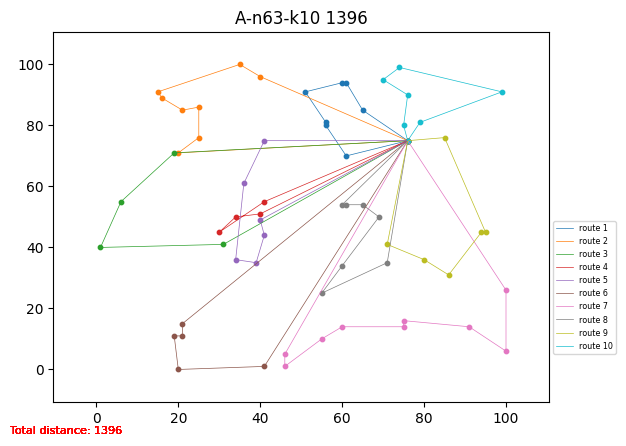 A-n63-k10 1396
100
80
60
40
20
0
0 20 40 60 80 100
route 1
route 2
route 3
route 4
route 5
route 6
route 7
route 8
route 9
route 10
Total distance: 1396